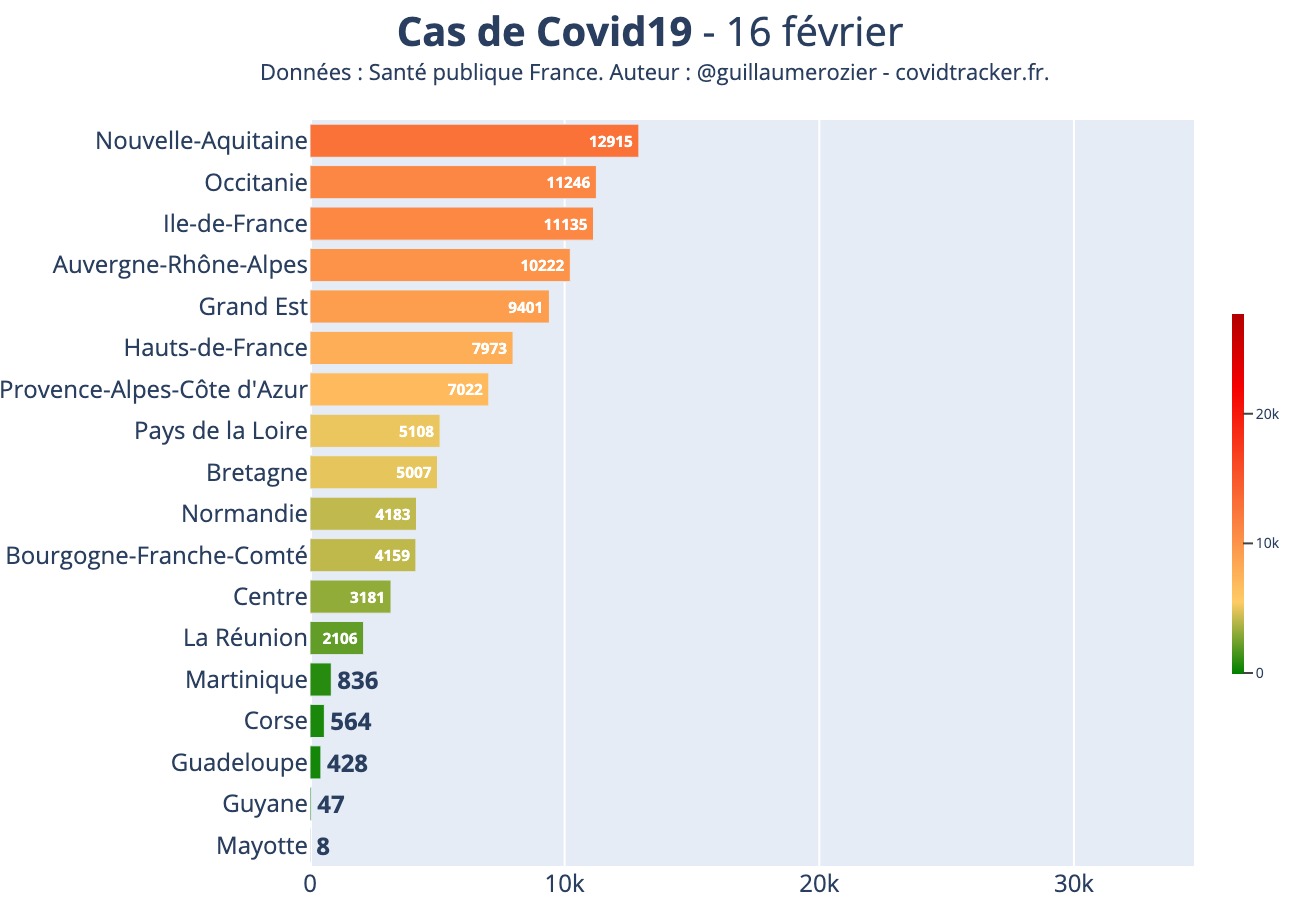 Cas de Covid19 - 16 février
Données : Santé publique France. Auteur : @guillaumerozier - covidtracker.fr.
Nouvelle-Aquitaine 12915
Occitanie 11246
Ile-de-France 11135
Auvergne-Rhône-Alpes 10222
Grand Est 9401
Hauts-de-France 7973
Provence-Alpes-Côte d'Azur 7022
Pays de la Loire 5108
Bretagne 5007
Normandie 4183
Bourgogne-Franche-Comté 4159
Centre 3181
La Réunion 2106
Martinique 836
Corse 564
Guadeloupe 428
Guyane 47
Mayotte 8
0 10k 20k 30k
20k
10k
0